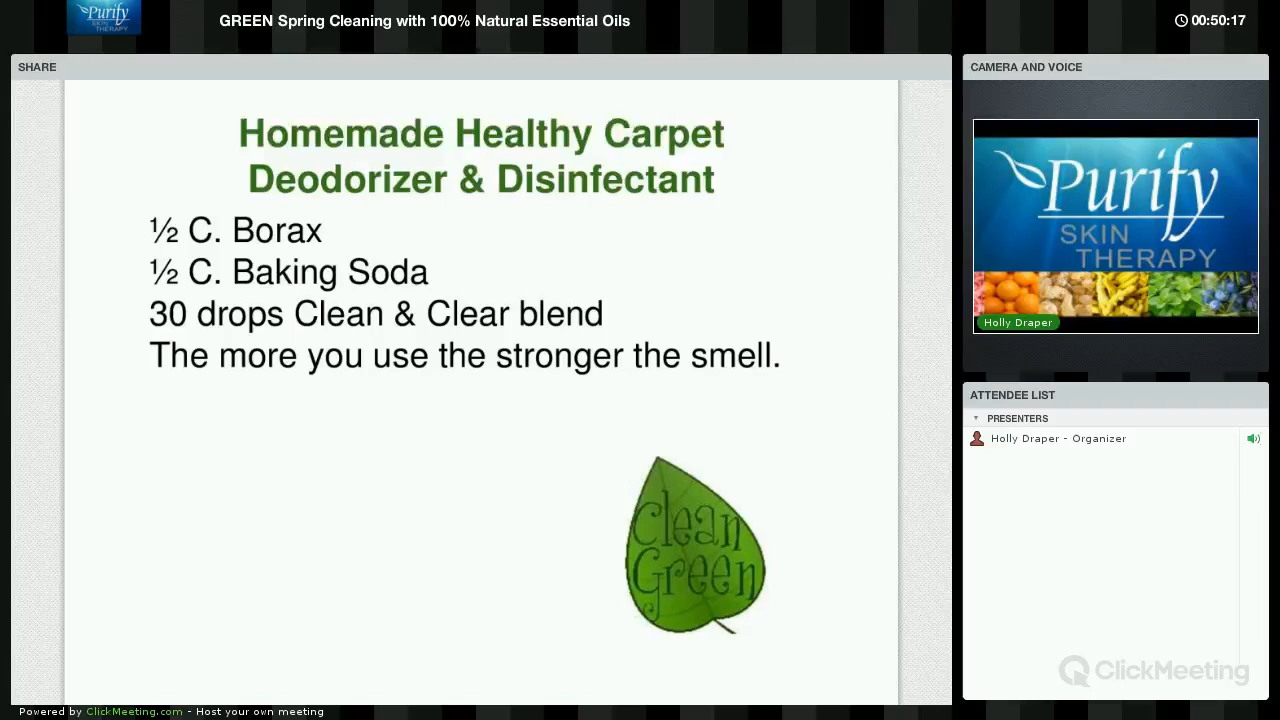 Purify
SKIN
THERAPY
GREEN Spring Cleaning with 100% Natural Essential Oils
00:50:17
SHARE
Homemade Healthy Carpet
Deodorizer & Disinfectant
½ C. Borax
½ C. Baking Soda
30 drops Clean & Clear blend
The more you use the stronger the smell.
Clean
Green
CAMERA AND VOICE
Purify
SKIN
THERAPY
Holly Draper
ATTENDEE LIST
PRESENTERS
Holly Draper - Organizer
ClickMeeting
Powered by ClickMeeting.com - Host your own meeting